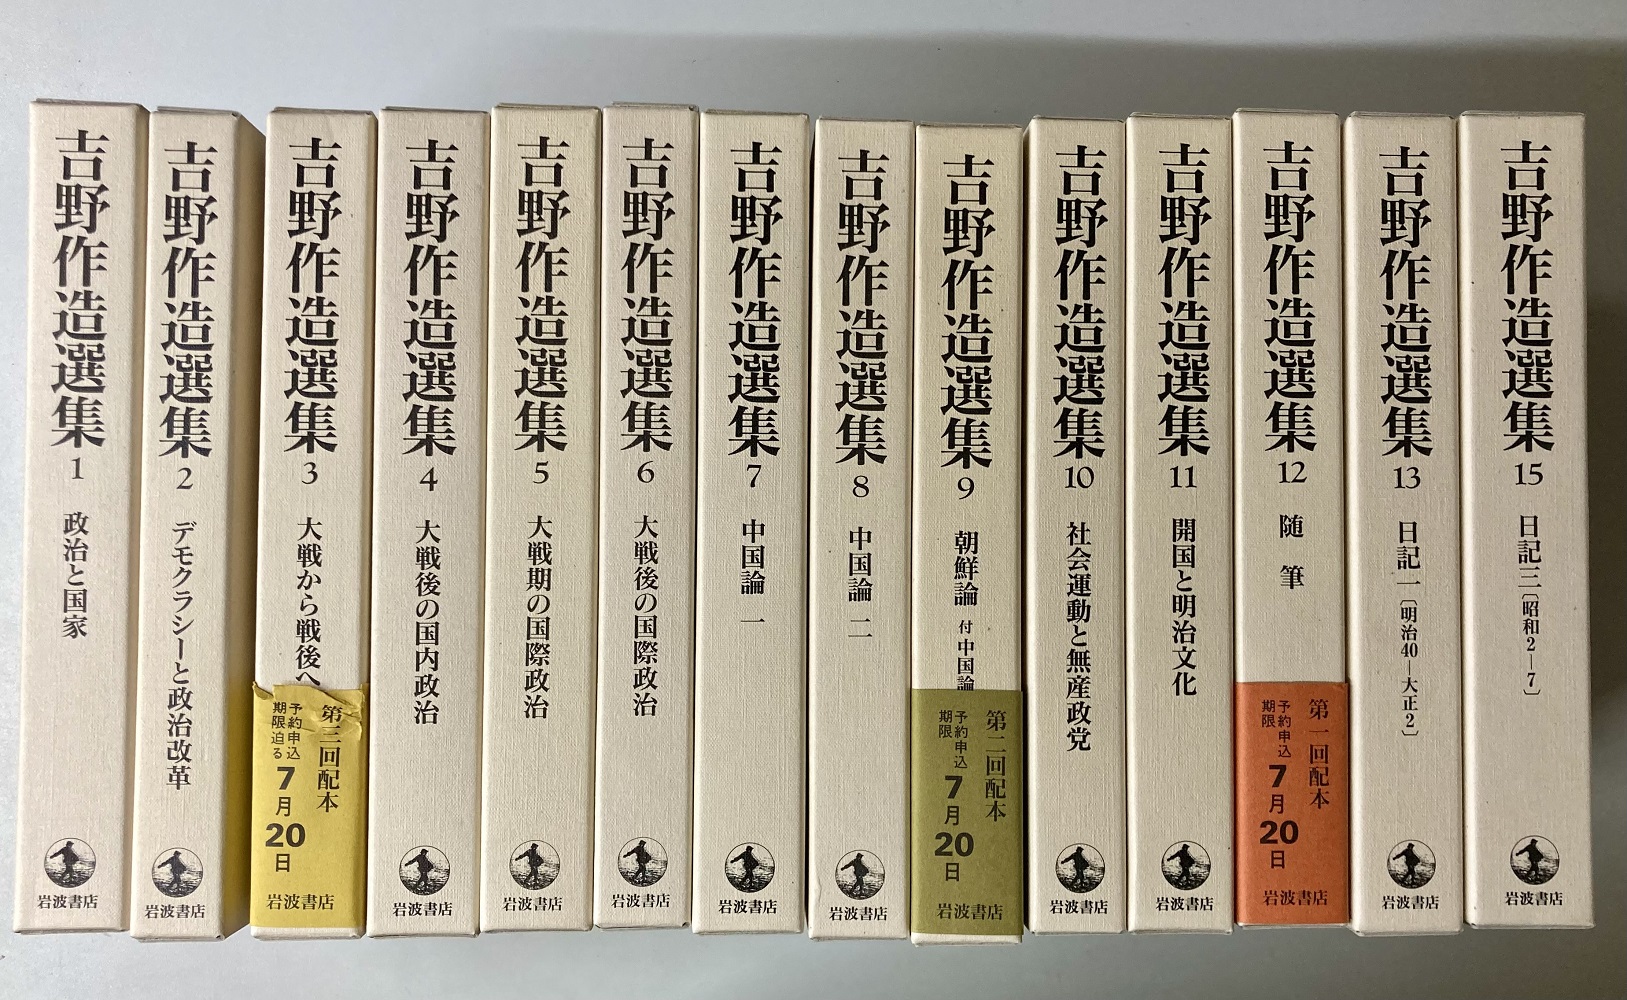 吉野作造選集 1 政治と国家
岩波書店
吉野作造選集 2 デモクラシーと政治改革
岩波書店
吉野作造選集 3 大戦から戦後へ
第三回配本
予約申込
期限迫る
7月20日
岩波書店
吉野作造選集 4 大戦後の国内政治
岩波書店
吉野作造選集 5 大戦期の国際政治
岩波書店
吉野作造選集 6 大戦後の国際政治
岩波書店
吉野作造選集 7 中国論 一
岩波書店
吉野作造選集 8 中国論 二
岩波書店
吉野作造選集 9 朝鮮論 付 中国論
第二回配本
予約申込
期限
7月20日
岩波書店
吉野作造選集 10 社会運動と無産政党
岩波書店
吉野作造選集 11 開国と明治文化
岩波書店
吉野作造選集 12 随筆
第一回配本
予約申込
期限
7月20日
岩波書店
吉野作造選集 13 日記一〔明治40―大正2〕
岩波書店
吉野作造選集 15 日記三〔昭和2―7〕
岩波書店